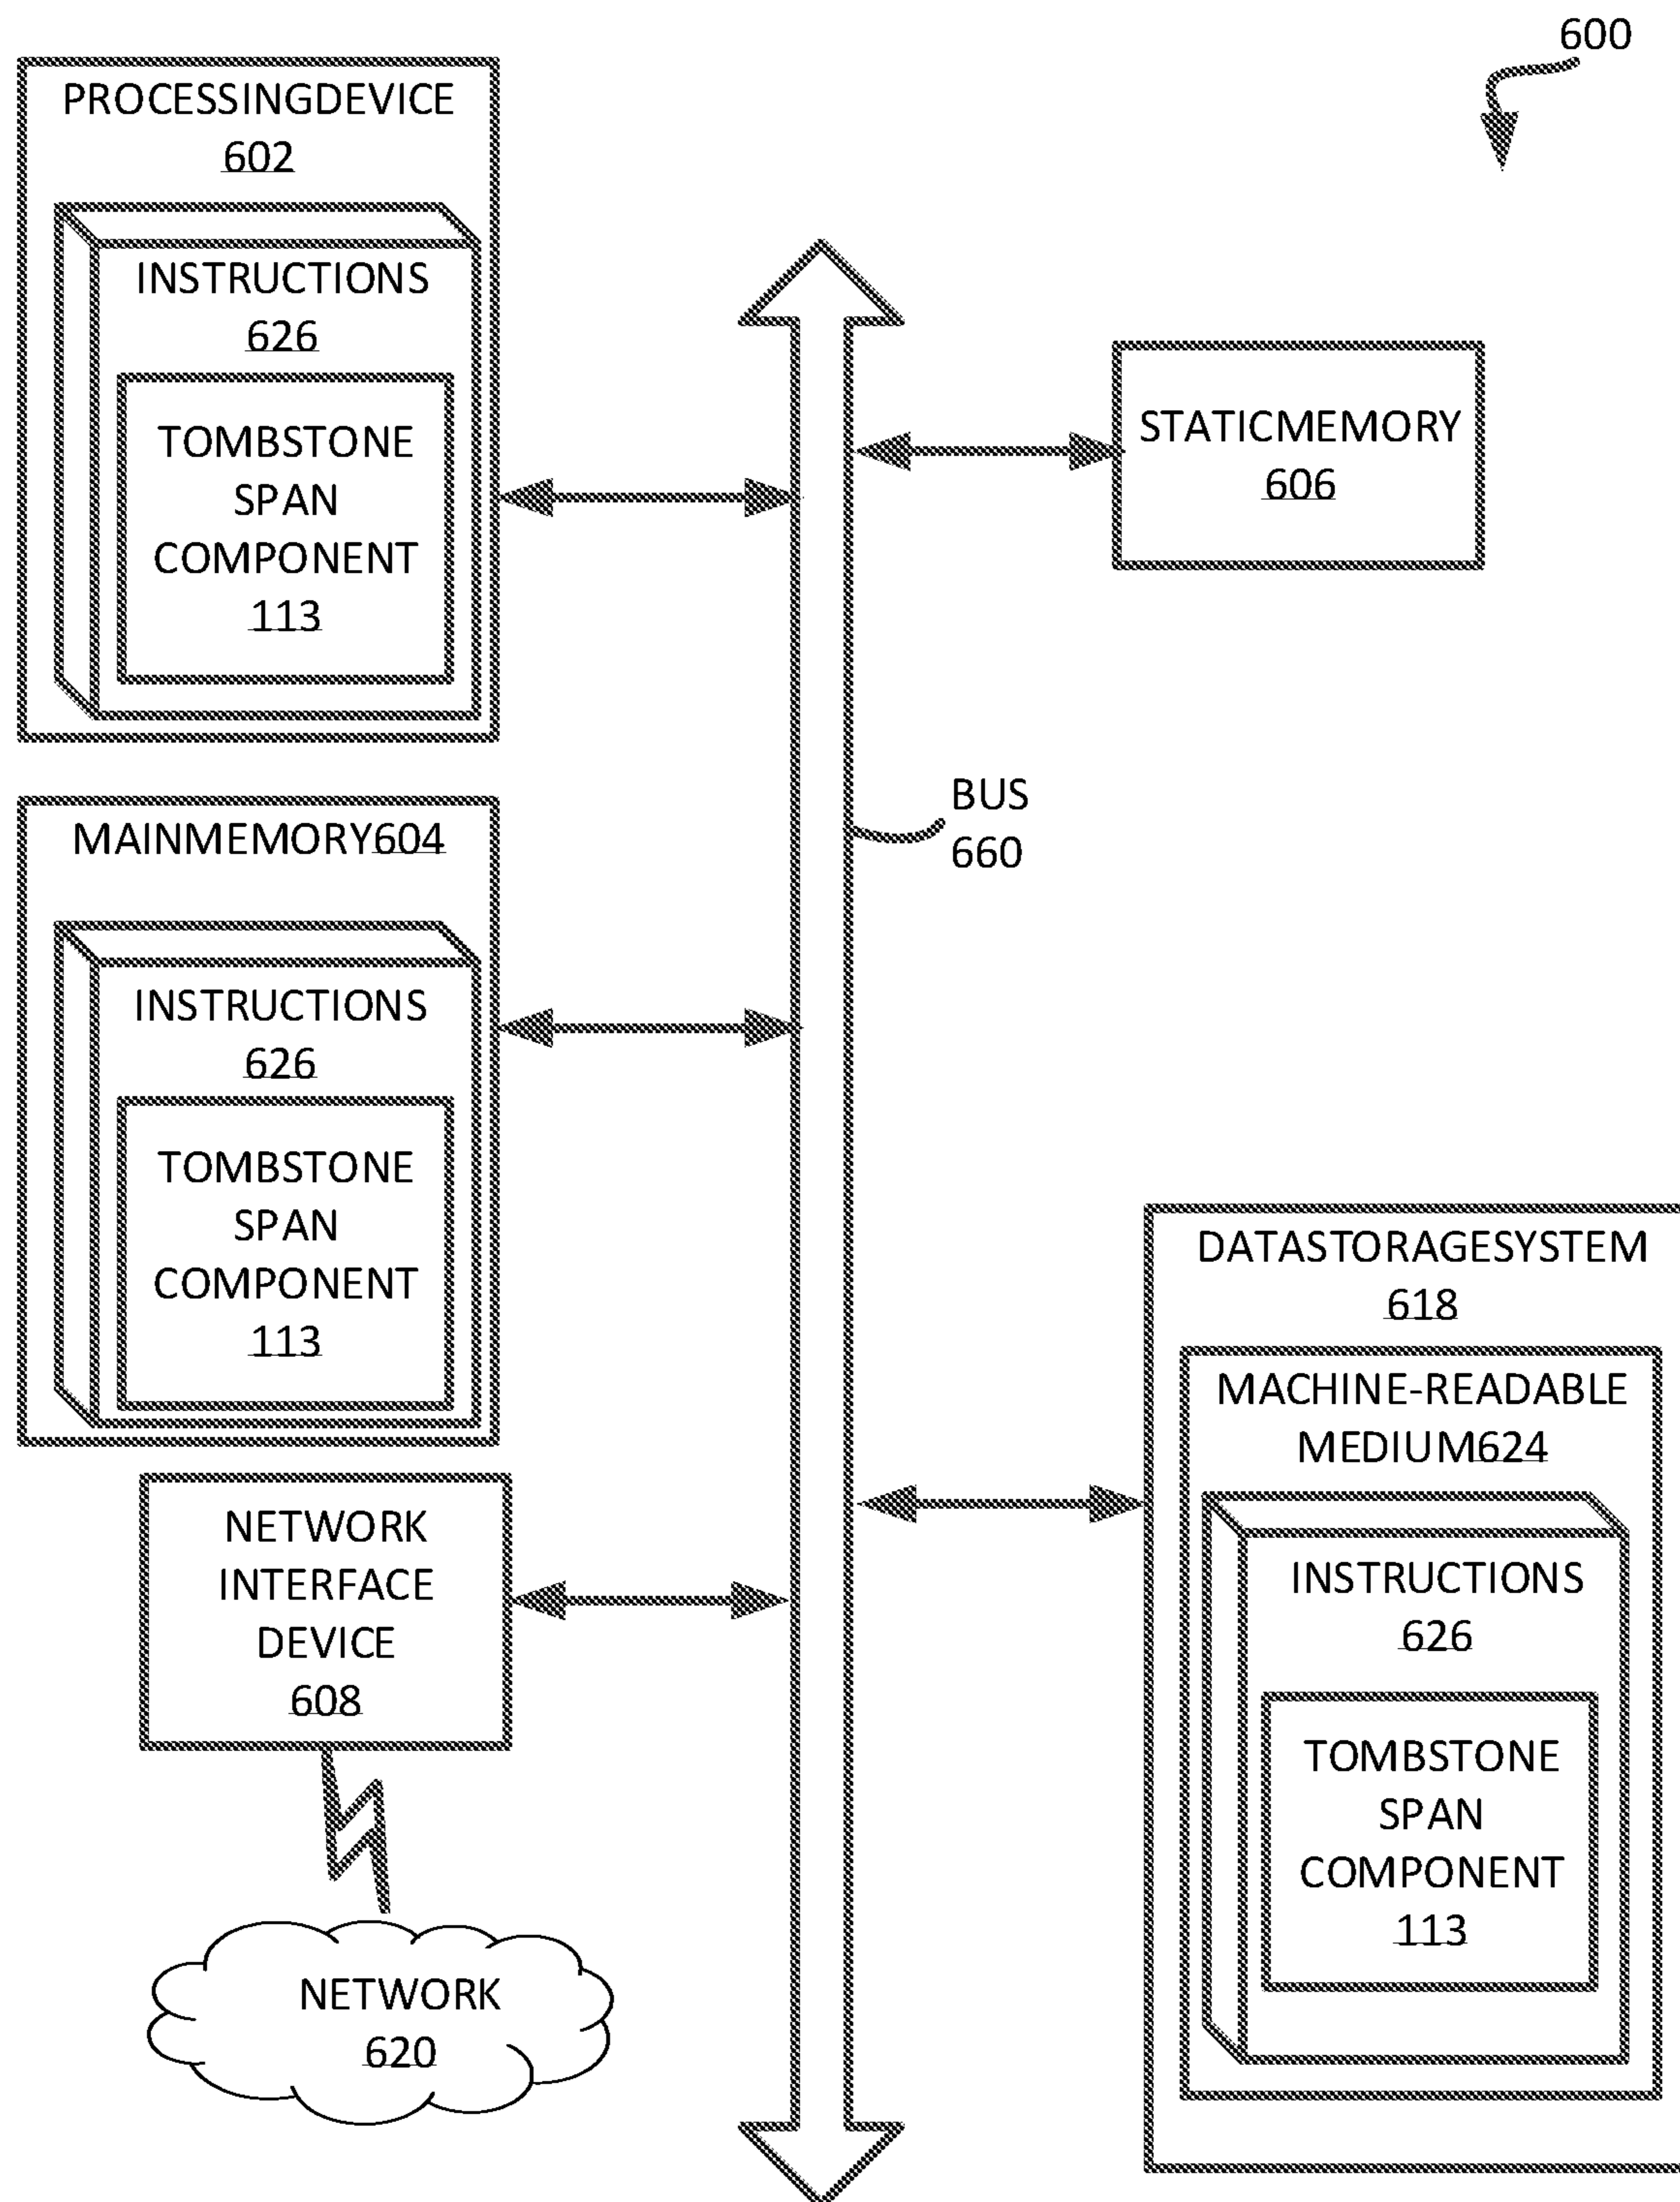 600
PROCESSINGDEVICE
602
INSTRUCTIONS
626
TOMBSTONE
SPAN
COMPONENT
113
STATICMEMORY
606
BUS
660
MAINMEMORY604
INSTRUCTIONS
626
TOMBSTONE
SPAN
COMPONENT
113
DATASTORAGESYSTEM
618
MACHINE-READABLE
MEDIUM624
INSTRUCTIONS
626
TOMBSTONE
SPAN
COMPONENT
113
NETWORK
INTERFACE
DEVICE
608
NETWORK
620